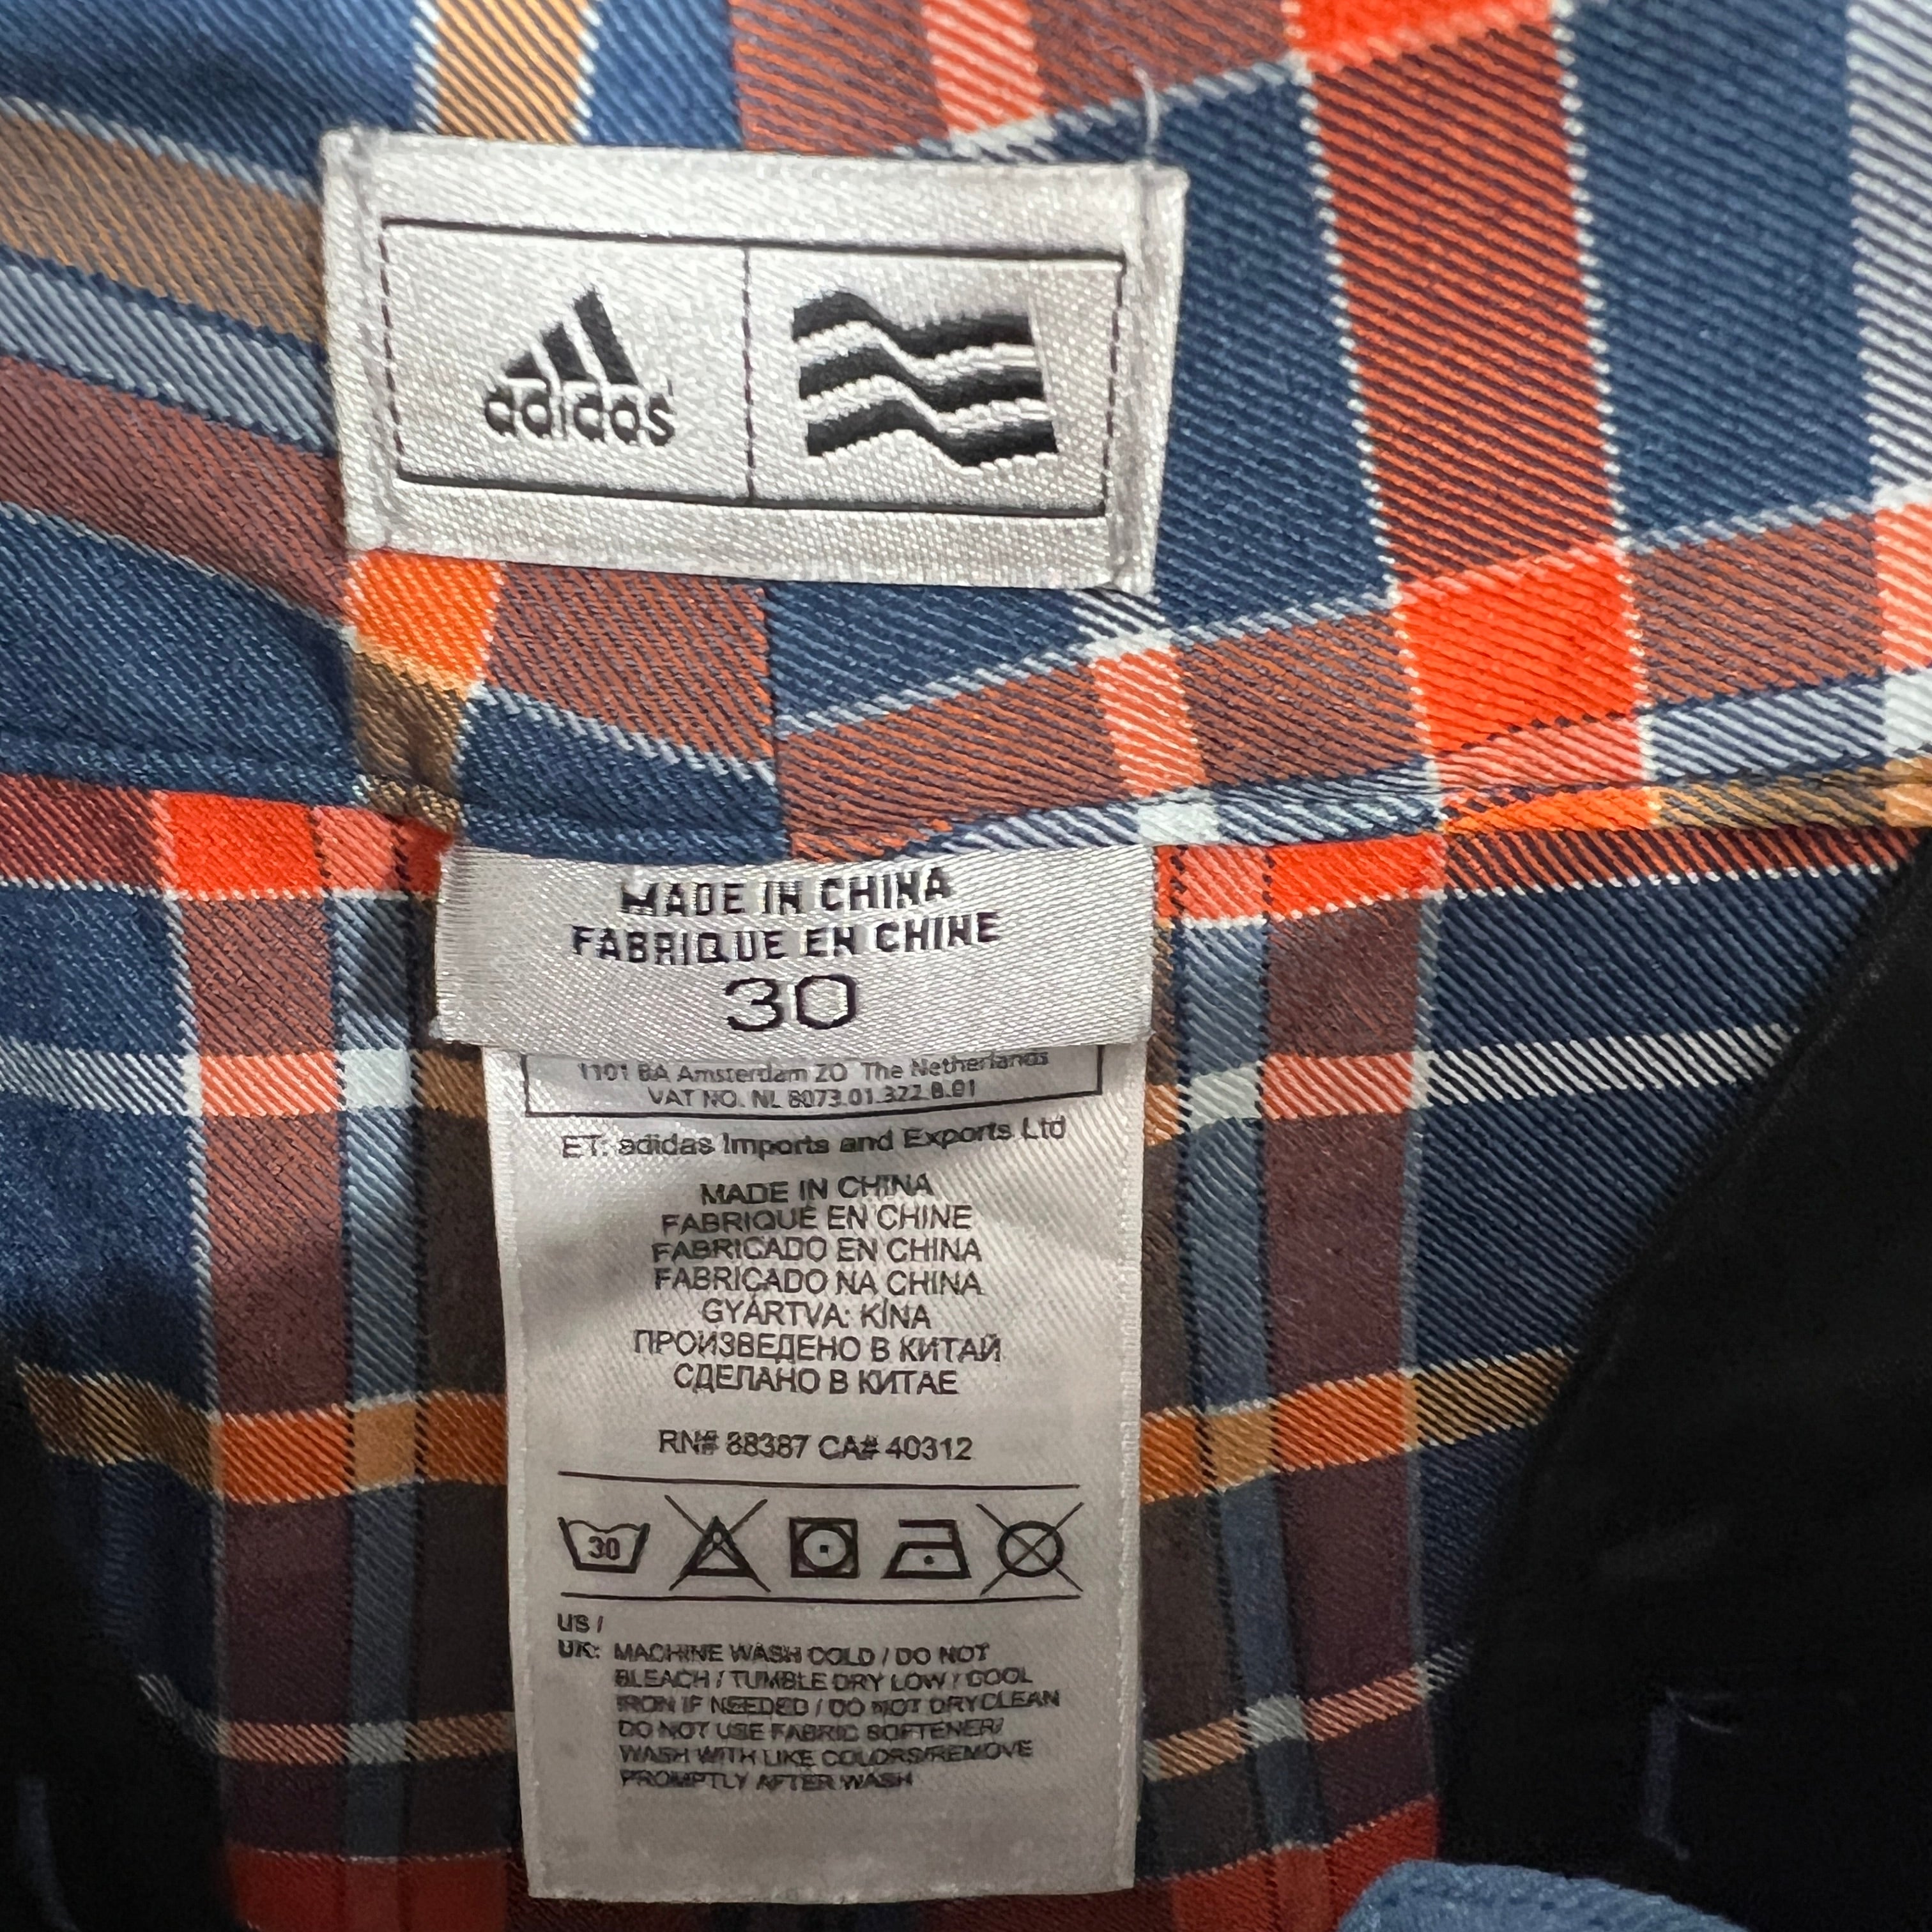 adidas
MADE IN CHINA
FABRIQUE EN CHINE
30
1101 BA Amsterdam ZO The Netherlands
VAT NO. NL 8073.01.322.B.01
ET: adidas Imports and Exports Ltd
MADE IN CHINA
FABRIQUÉ EN CHINE
FABRICADO EN CHINA
FABRICADO NA CHINA
GYÁRTVA: KÍNA
ПРОИЗВЕДЕНО В КИТАЙ
СДЕЛАНО В КИТАЕ
RN# 88387 CA# 40312
30
US /
UK: MACHINE WASH COLD / DO NOT
BLEACH / TUMBLE DRY LOW / COOL
IRON IF NEEDED / DO NOT DRYCLEAN
DO NOT USE FABRIC SOFTENER/
WASH WITH LIKE COLORS/REMOVE
PROMPTLY AFTER WASH